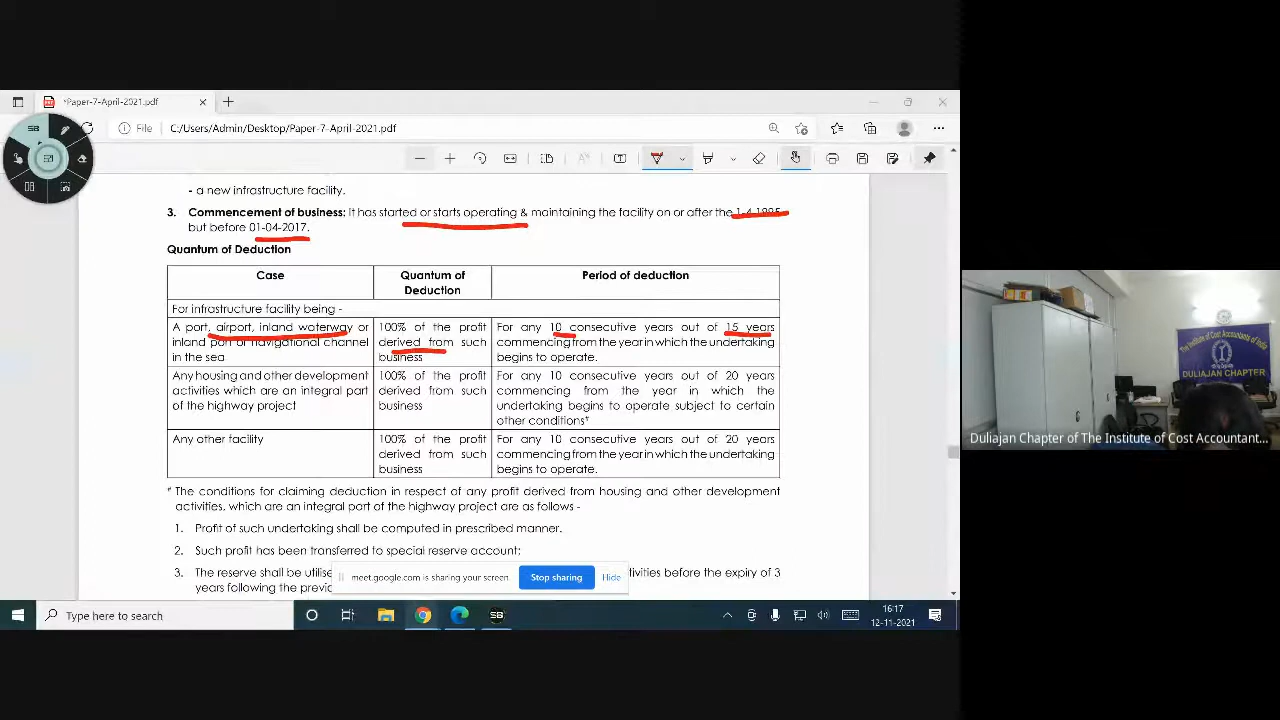 *Paper-7-April-2021.pdf
File
C:/Users/Admin/Desktop/Paper-7-April-2021.pdf
SB
- a new infrastructure facility.
3. Commencement of business: It has started or starts operating & maintaining the facility on or after the 1-4-1995
but before 01-04-2017.
Quantum of Deduction
Case
Quantum of
Deduction
Period of deduction
For infrastructure facility being -
A port, airport, inland waterway or
inland port or navigational channel
in the sea
100% of the profit
derived from such
business
For any 10 consecutive years out of 15 years
commencing from the year in which the undertaking
begins to operate.
Any housing and other development
activities which are an integral part
of the highway project
100% of the profit
derived from such
business
For any 10 consecutive years out of 20 years
commencing from the year in which the
undertaking begins to operate subject to certain
other conditions#
Any other facility
100% of the profit
derived from such
business
For any 10 consecutive years out of 20 years
commencing from the year in which the undertaking
begins to operate.
# The conditions for claiming deduction in respect of any profit derived from housing and other development
activities, which are an integral part of the highway project are as follows -
1. Profit of such undertaking shall be computed in prescribed manner.
2. Such profit has been transferred to special reserve account;
3. The reserve shall be utilise
tivities before the expiry of 3
years following the previo
meet.google.com is sharing your screen
Stop sharing
Hide
Type here to search
SB
16:17
12-11-2021
The Institute of Cost Accountants of India
DULIAJAN CHAPTER
Duliajan Chapter of The Institute of Cost Accountant...